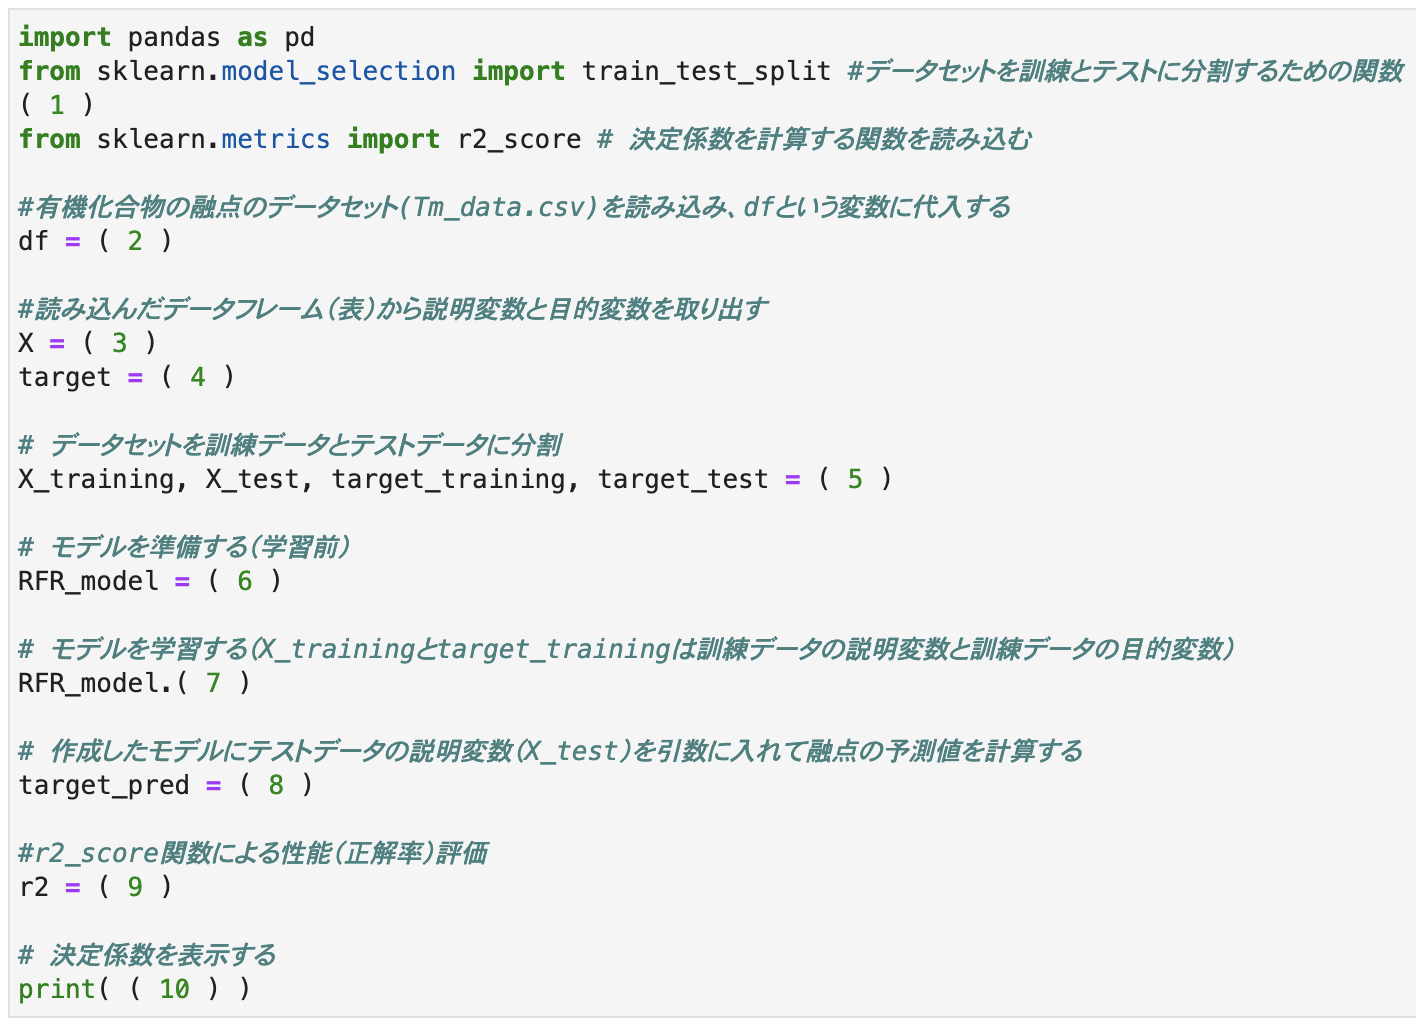 import pandas as pd
from sklearn.model_selection import train_test_split #データセットを訓練とテストに分割するための関数
( 1 )
from sklearn.metrics import r2_score # 決定係数を計算する関数を読み込む
#有機化合物の融点のデータセット(Tm_data.csv)を読み込み、dfという変数に代入する
df = ( 2 )
#読み込んだデータフレーム（表）から説明変数と目的変数を取り出す
X = ( 3 )
target = ( 4 )
# データセットを訓練データとテストデータに分割
X_training, X_test, target_training, target_test = ( 5 )
# モデルを準備する（学習前）
RFR_model = ( 6 )
# モデルを学習する（X_trainingとtarget_trainingは訓練データの説明変数と訓練データの目的変数）
RFR_model.( 7 )
# 作成したモデルにテストデータの説明変数（X_test）を引数に入れて融点の予測値を計算する
target_pred = ( 8 )
#r2_score関数による性能（正解率）評価
r2 = ( 9 )
# 決定係数を表示する
print( ( 10 ) )